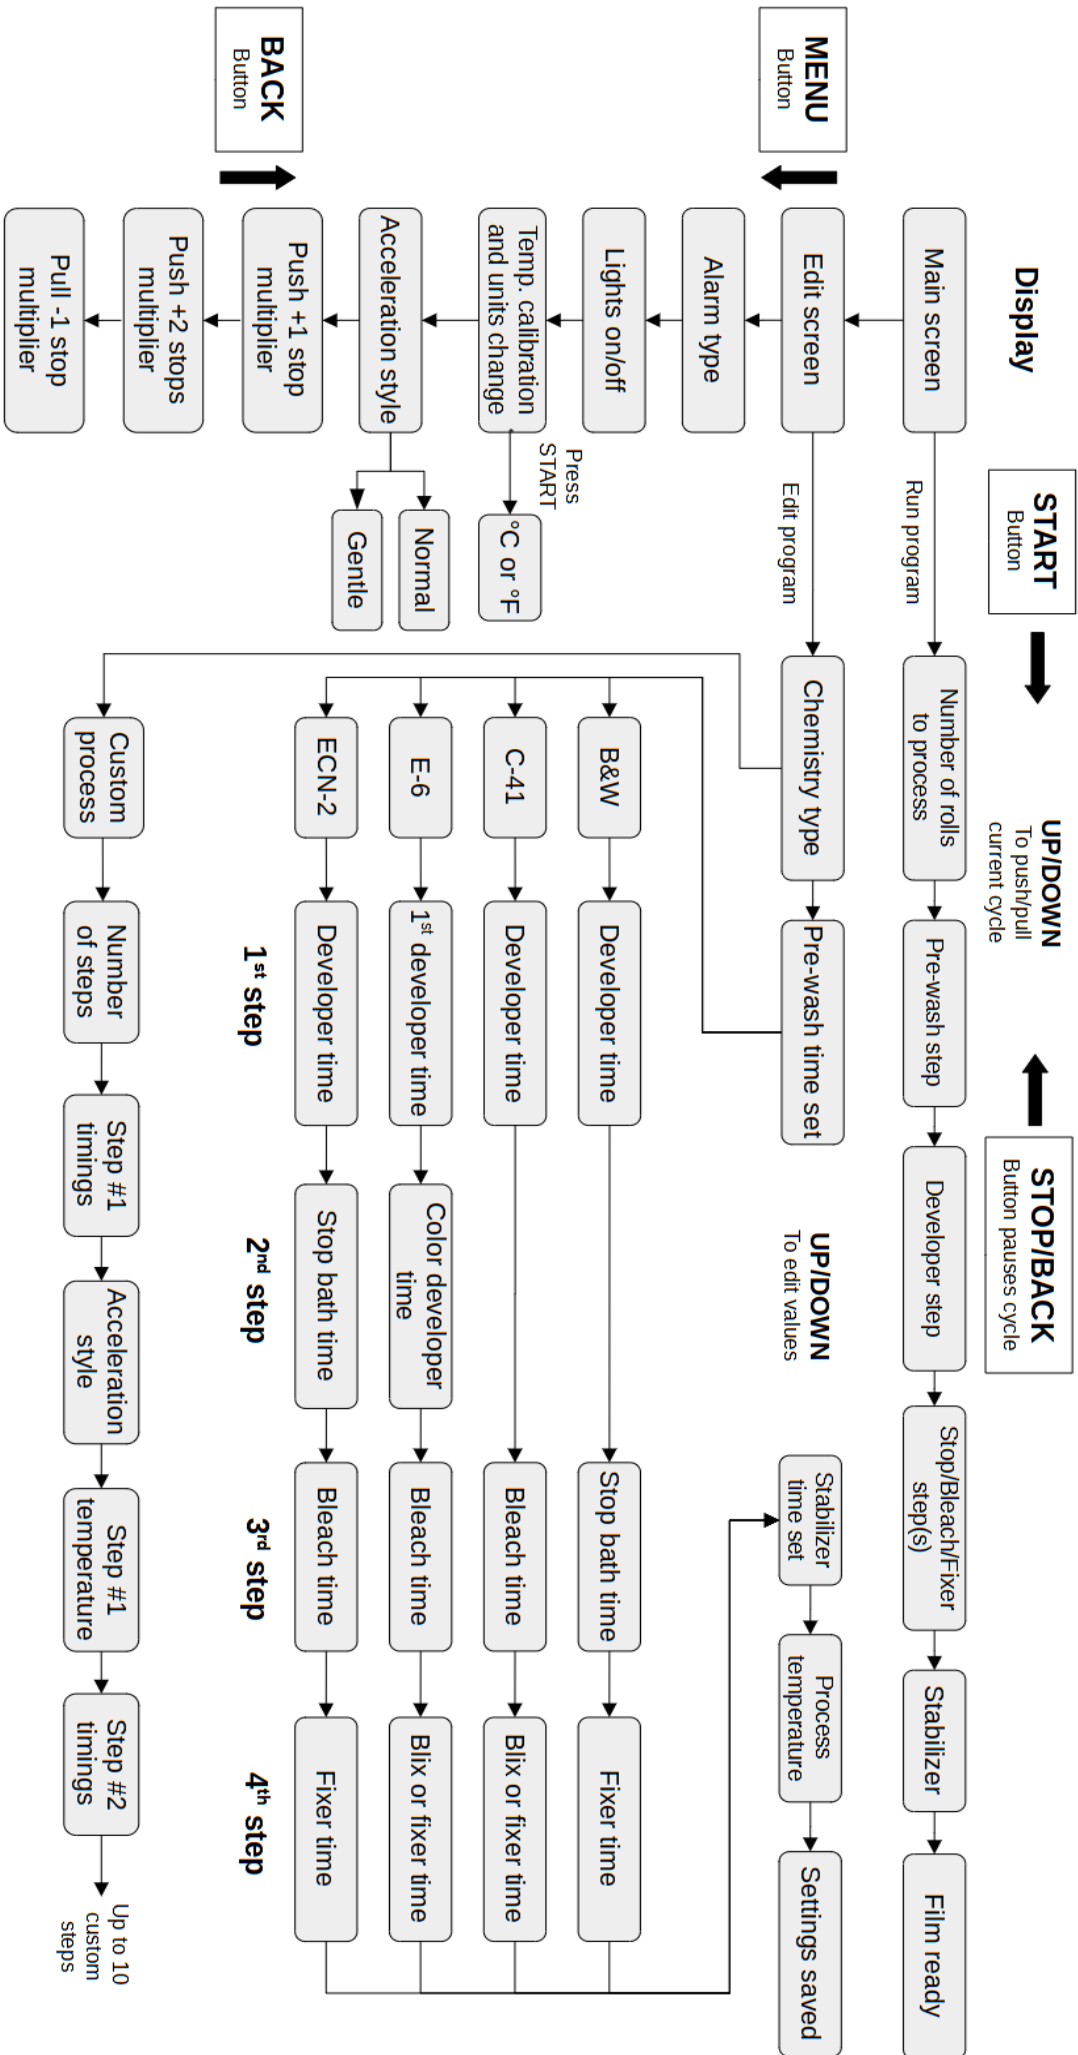 Display
START
Button
UP/DOWN
To push/pull
current cycle
STOP/BACK
Button pauses cycle
MENU
Button
Main screen
Run program
Number of rolls
to process
Pre-wash step
Developer step
Stop/Bleach/Fixer
step(s)
Stabilizer
Film ready
Edit screen
Edit program
Chemistry type
Pre-wash time set
UP/DOWN
To edit values
Stabilizer
time set
Process
temperature
Settings saved
Alarm type
Lights on/off
B&W
Developer time
Stop bath time
Fixer time
Temp. calibration
and units change
Press
START
°C or °F
C-41
Developer time
Bleach time
Blix or fixer time
Acceleration style
Normal
Gentle
E-6
1st developer time
Color developer
time
Bleach time
Blix or fixer time
BACK
Button
Push +1 stop
multiplier
ECN-2
Developer time
Stop bath time
Bleach time
Fixer time
1st step
2nd step
3rd step
4th step
Push +2 stops
multiplier
Pull -1 stop
multiplier
Custom
process
Number
of steps
Step #1
timings
Acceleration
style
Step #1
temperature
Step #2
timings
Up to 10
custom
steps